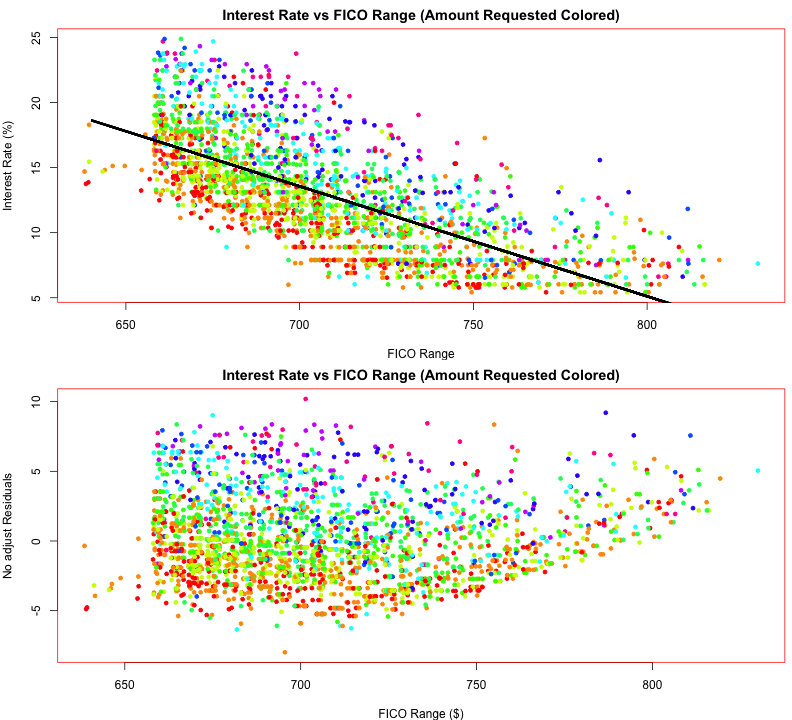 Interest Rate vs FICO Range (Amount Requested Colored)
Interest Rate (%)
25
20
15
10
5
650 700 750 800
FICO Range
Interest Rate vs FICO Range (Amount Requested Colored)
No adjust Residuals
10
5
0
-5
650 700 750 800
FICO Range ($)